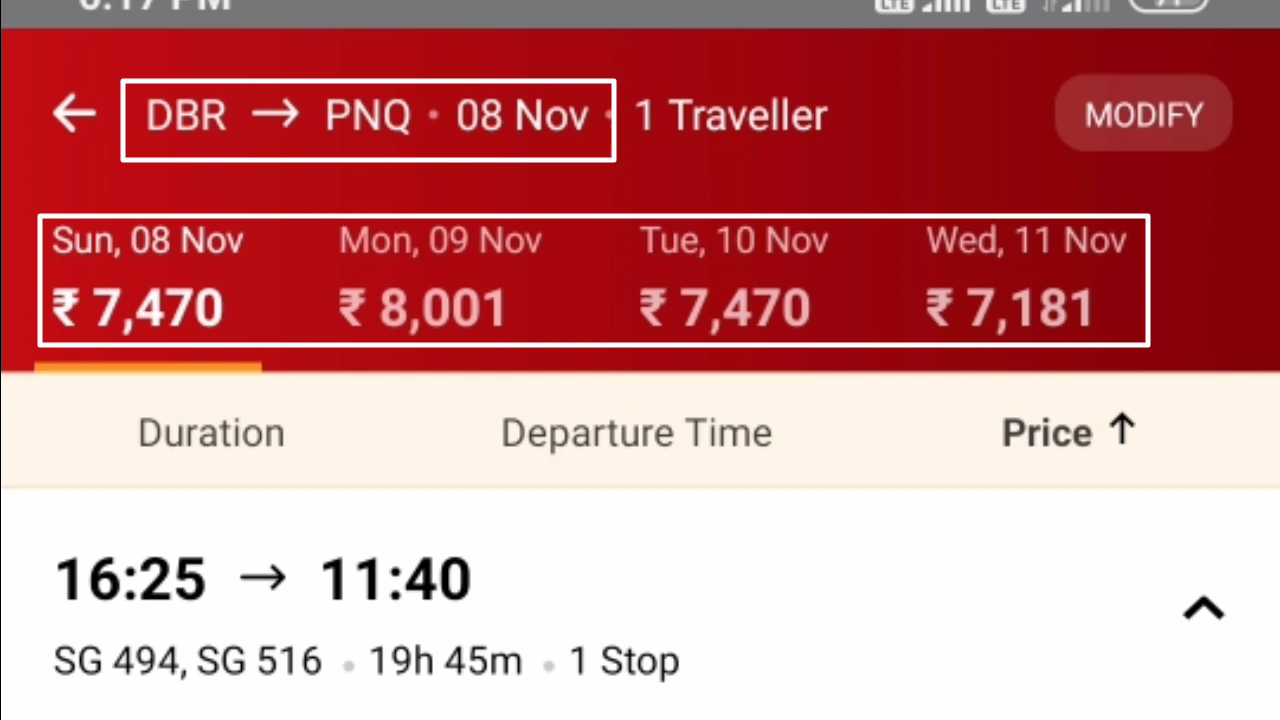 DBR → PNQ • 08 Nov • 1 Traveller MODIFY
Sun, 08 Nov Mon, 09 Nov Tue, 10 Nov Wed, 11 Nov
₹ 7,470 ₹ 8,001 ₹ 7,470 ₹ 7,181
Duration Departure Time Price ↑
16:25 → 11:40
SG 494, SG 516 • 19h 45m • 1 Stop